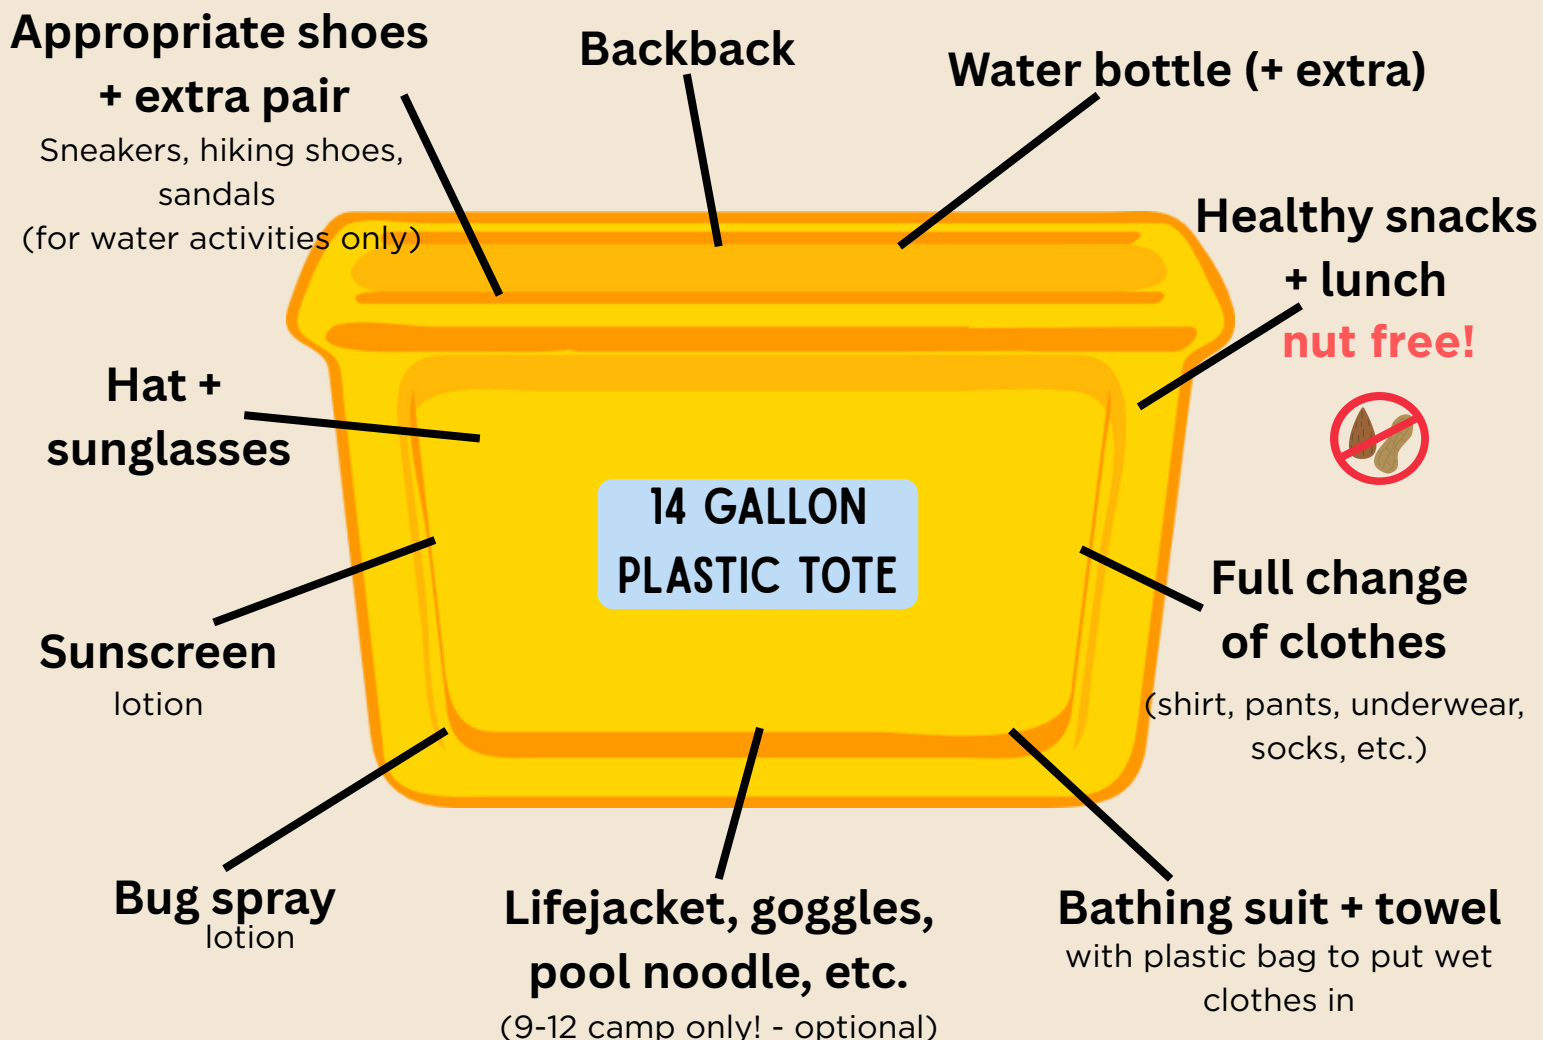 Appropriate shoes
+ extra pair
Sneakers, hiking shoes,
sandals
(for water activities only)
Backback
Water bottle (+ extra)
Healthy snacks
+ lunch
nut free!
Hat +
sunglasses
14 GALLON
PLASTIC TOTE
Sunscreen
lotion
Full change
of clothes
(shirt, pants, underwear,
socks, etc.)
Bug spray
lotion
Lifejacket, goggles,
pool noodle, etc.
(9-12 camp only! - optional)
Bathing suit + towel
with plastic bag to put wet
clothes in